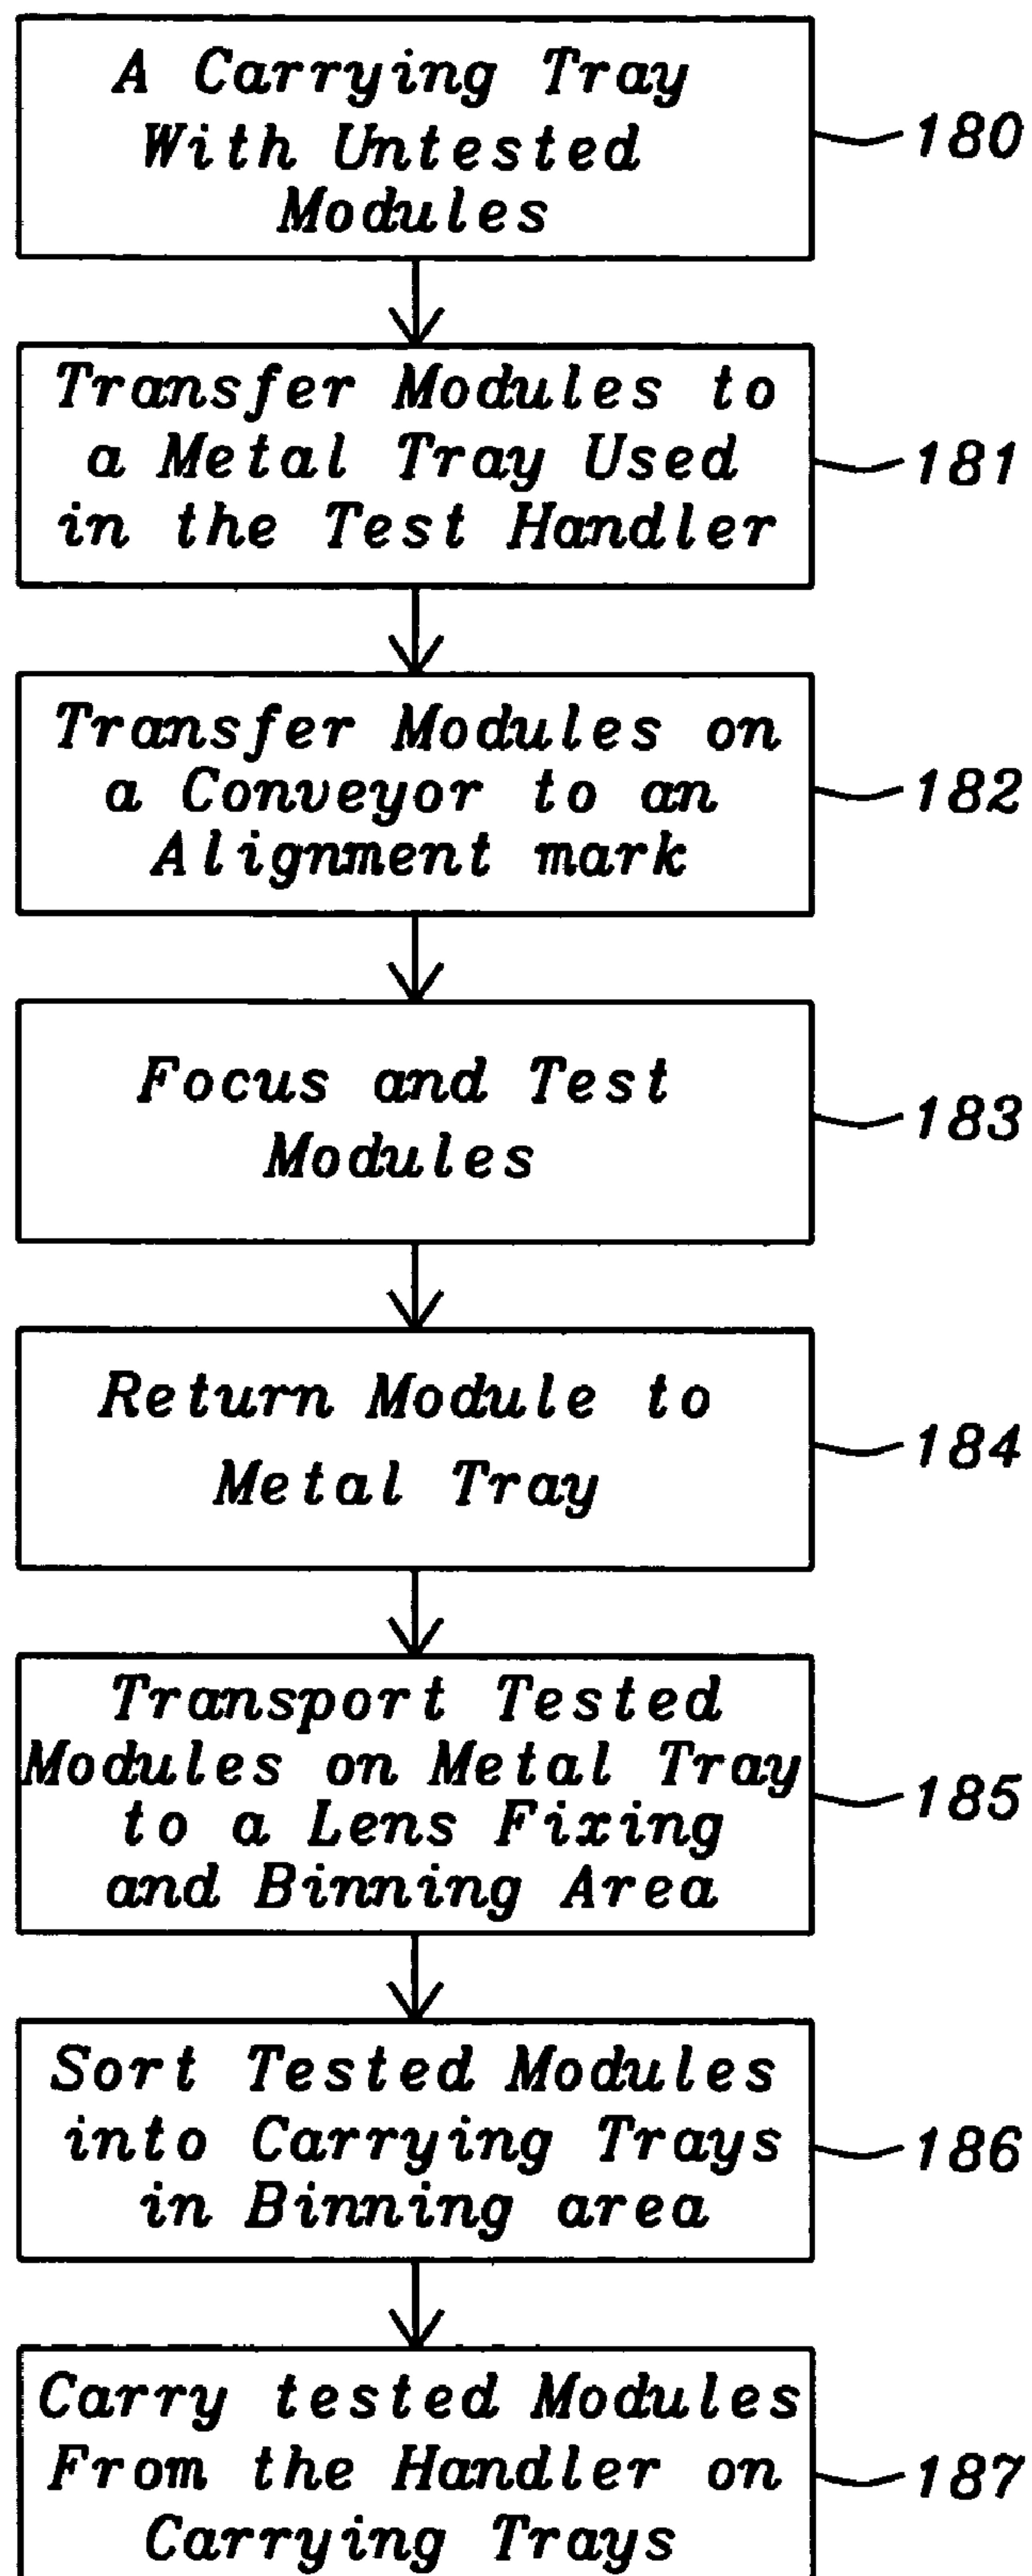 A Carrying Tray
With Untested
Modules
180
Transfer Modules to
a Metal Tray Used
in the Test Handler
181
Transfer Modules on
a Conveyor to an
Alignment mark
182
Focus and Test
Modules
183
Return Module to
Metal Tray
184
Transport Tested
Modules on Metal Tray
to a Lens Fixing
and Binning Area
185
Sort Tested Modules
into Carrying Trays
in Binning area
186
Carry tested Modules
From the Handler on
Carrying Trays
187